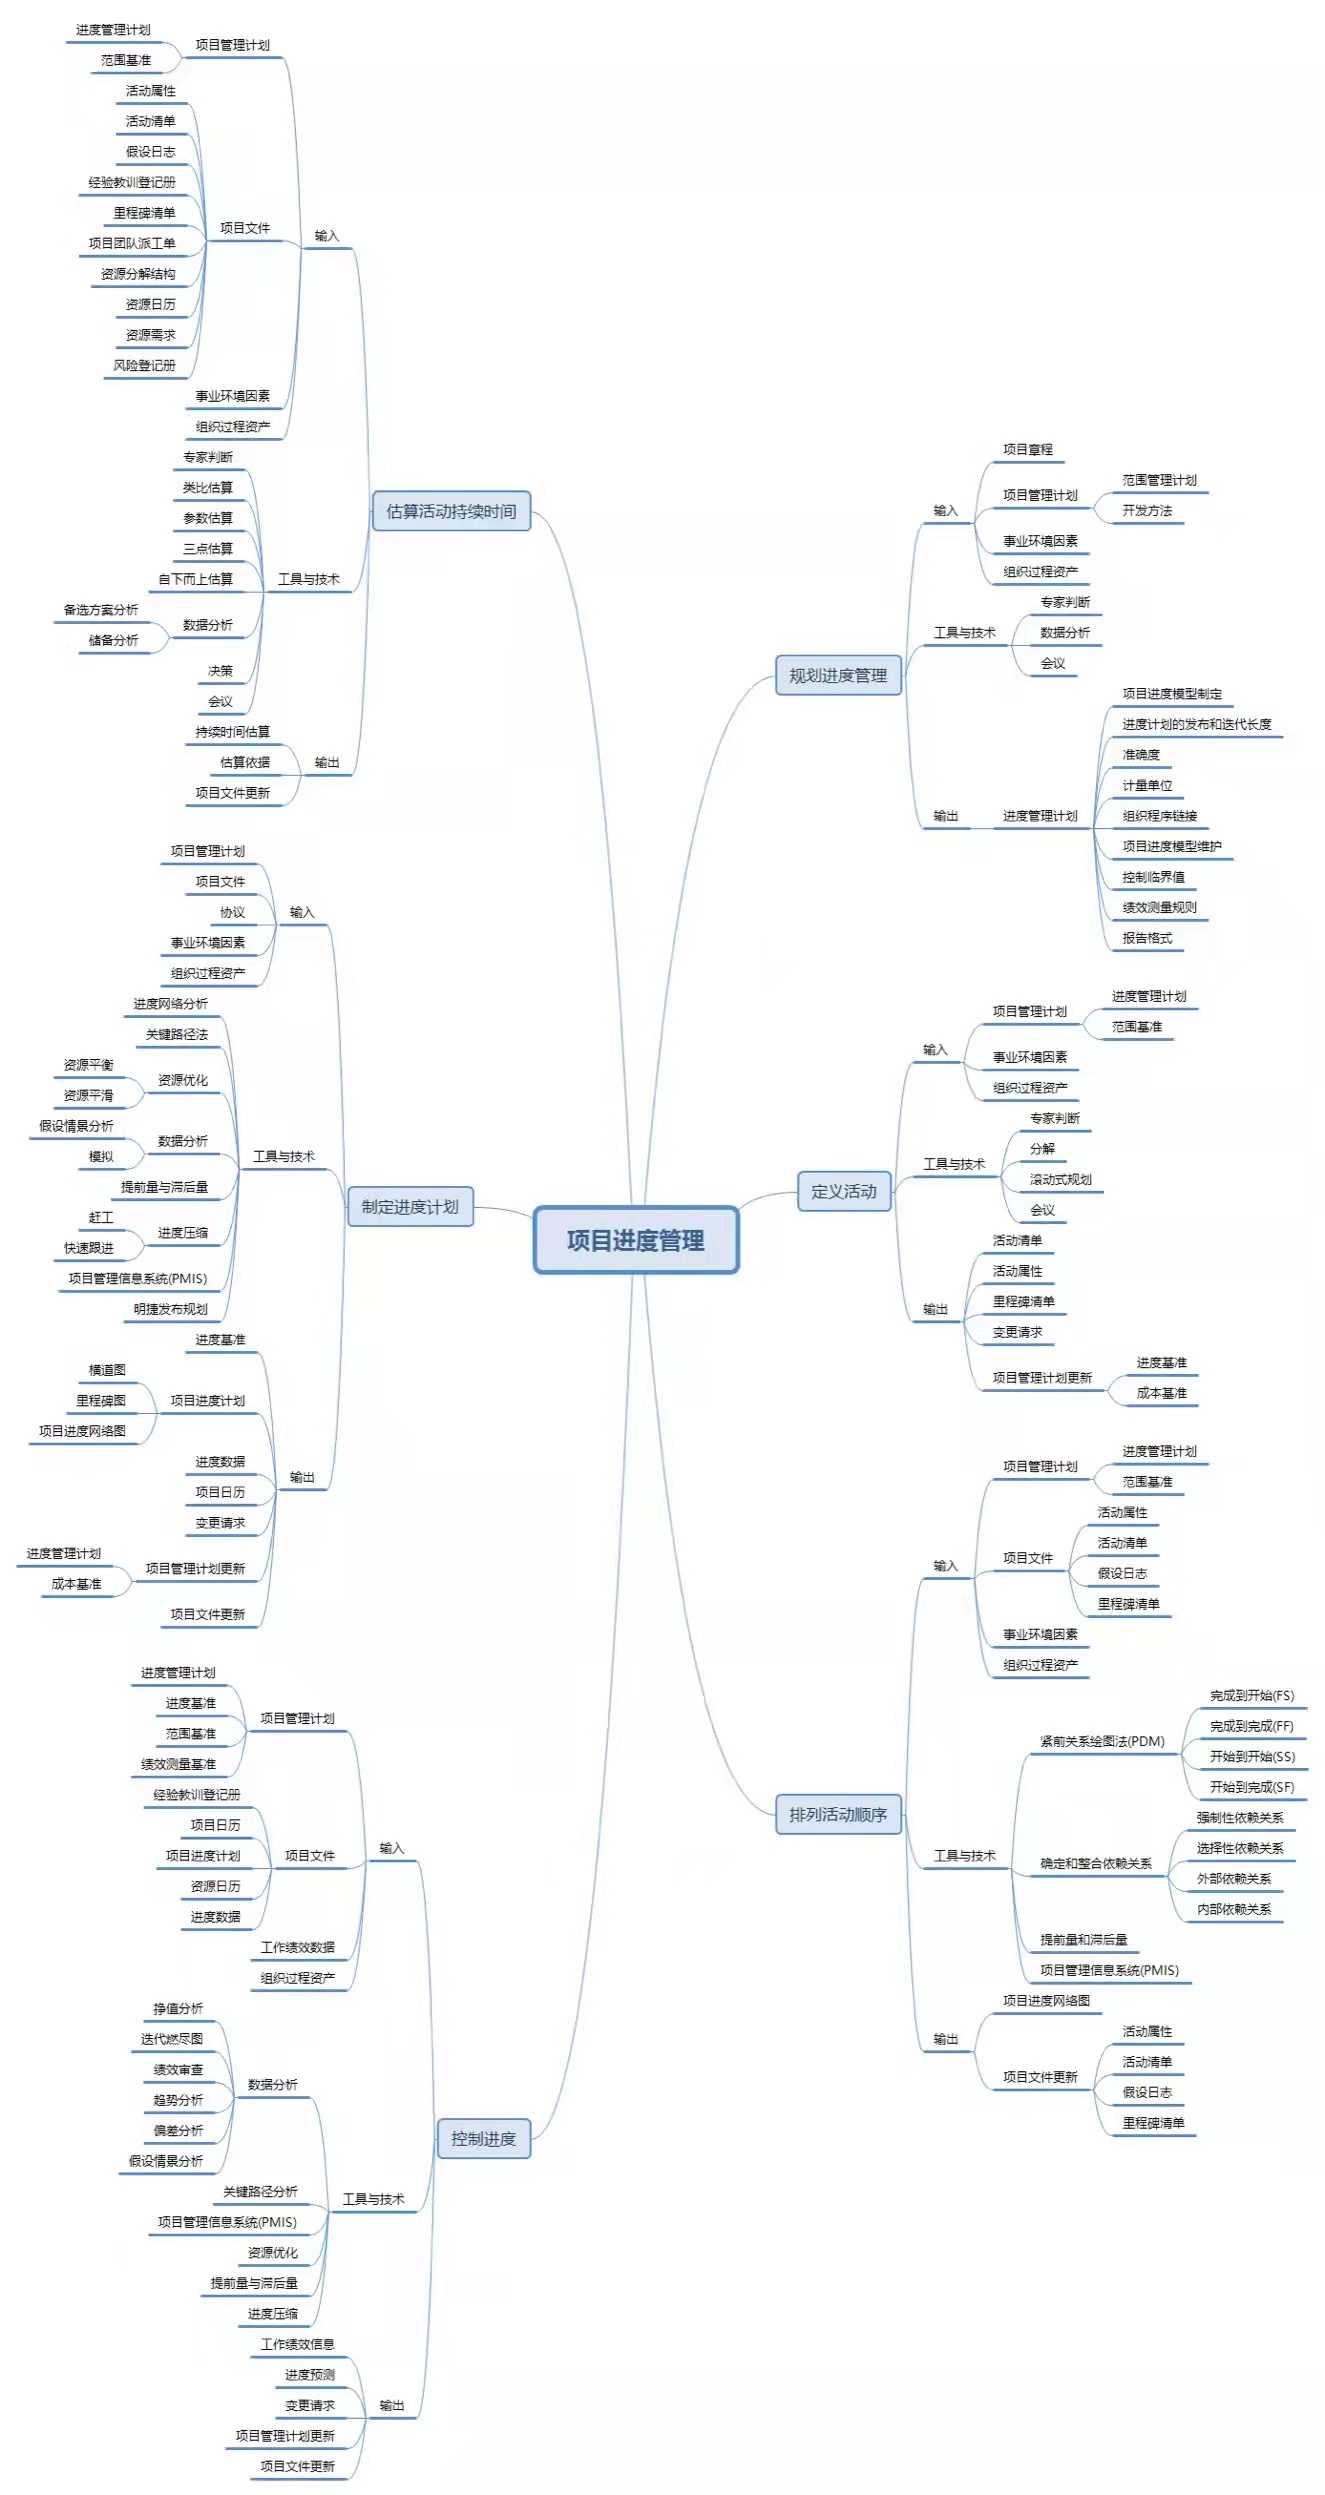 项目进度管理
规划进度管理
输入
项目章程
项目管理计划
范围管理计划
开发方法
事业环境因素
组织过程资产
工具与技术
专家判断
数据分析
会议
输出
进度管理计划
项目进度模型制定
进度计划的发布和迭代长度
准确度
计量单位
组织程序链接
项目进度模型维护
控制临界值
绩效测量规则
报告格式
定义活动
输入
项目管理计划
进度管理计划
范围基准
事业环境因素
组织过程资产
工具与技术
专家判断
分解
滚动式规划
会议
输出
活动清单
活动属性
里程碑清单
变更请求
项目管理计划更新
进度基准
成本基准
排列活动顺序
输入
项目管理计划
进度管理计划
范围基准
项目文件
活动属性
活动清单
假设日志
里程碑清单
事业环境因素
组织过程资产
工具与技术
紧前关系绘图法(PDM)
完成到开始(FS)
完成到完成(FF)
开始到开始(SS)
开始到完成(SF)
确定和整合依赖关系
强制性依赖关系
选择性依赖关系
外部依赖关系
内部依赖关系
提前量和滞后量
项目管理信息系统(PMIS)
输出
项目进度网络图
项目文件更新
活动属性
活动清单
假设日志
里程碑清单
估算活动持续时间
输入
项目管理计划
进度管理计划
范围基准
项目文件
活动属性
活动清单
假设日志
经验教训登记册
里程碑清单
项目团队派工单
资源分解结构
资源日历
资源需求
风险登记册
事业环境因素
组织过程资产
工具与技术
专家判断
类比估算
参数估算
三点估算
自下而上估算
数据分析
备选方案分析
储备分析
决策
会议
输出
持续时间估算
估算依据
项目文件更新
制定进度计划
输入
项目管理计划
项目文件
协议
事业环境因素
组织过程资产
工具与技术
进度网络分析
关键路径法
资源优化
资源平衡
资源平滑
数据分析
假设情景分析
模拟
提前量与滞后量
进度压缩
赶工
快速跟进
项目管理信息系统(PMIS)
明捷发布规划
输出
进度基准
项目进度计划
横道图
里程碑图
项目进度网络图
进度数据
项目日历
变更请求
项目管理计划更新
进度管理计划
成本基准
项目文件更新
控制进度
输入
项目管理计划
进度管理计划
进度基准
范围基准
绩效测量基准
项目文件
经验教训登记册
项目日历
项目进度计划
资源日历
进度数据
工作绩效数据
组织过程资产
工具与技术
数据分析
挣值分析
迭代燃尽图
绩效审查
趋势分析
偏差分析
假设情景分析
关键路径分析
项目管理信息系统(PMIS)
资源优化
提前量与滞后量
进度压缩
输出
工作绩效信息
进度预测
变更请求
项目管理计划更新
项目文件更新